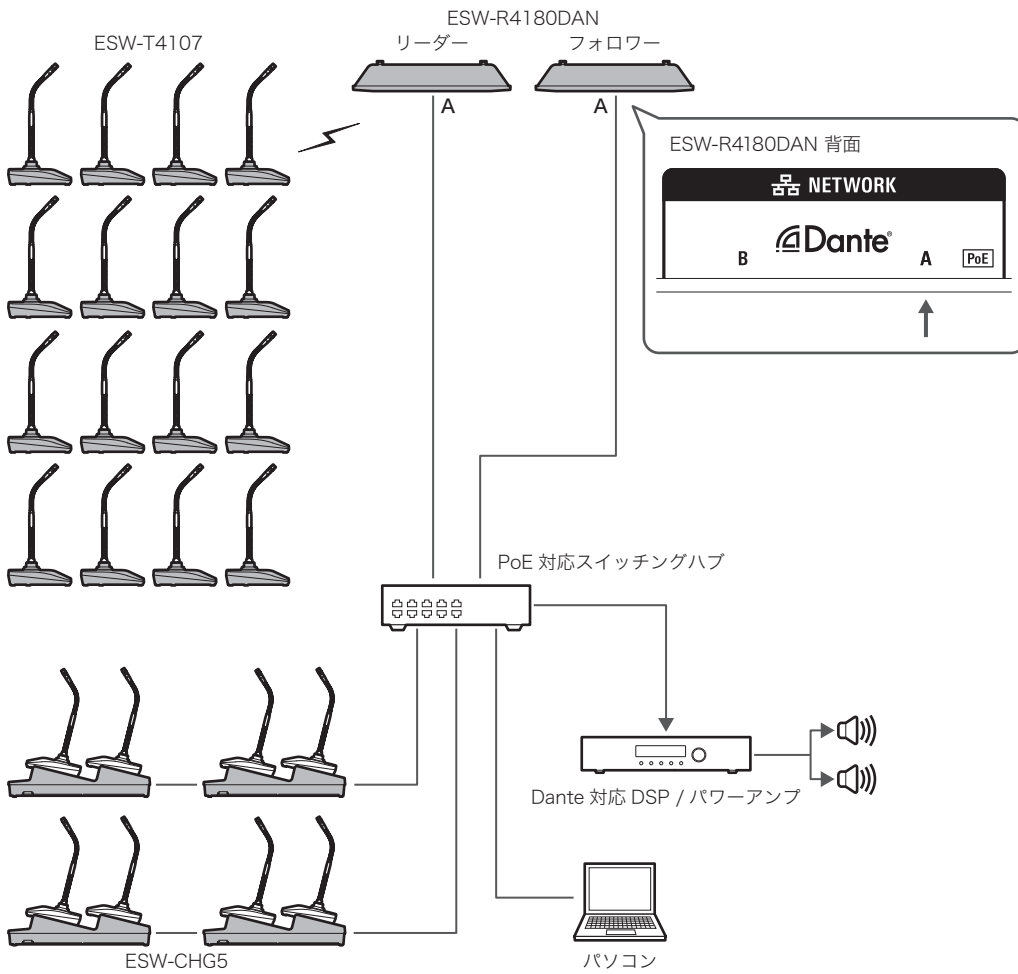 ESW-R4180DAN
ESW-T4107
リーダー
フォロワー
A
A
ESW-R4180DAN 背面
NETWORK
Dante
B
A
PoE
PoE 対応スイッチングハブ
Dante 対応 DSP / パワーアンプ
ESW-CHG5
パソコン